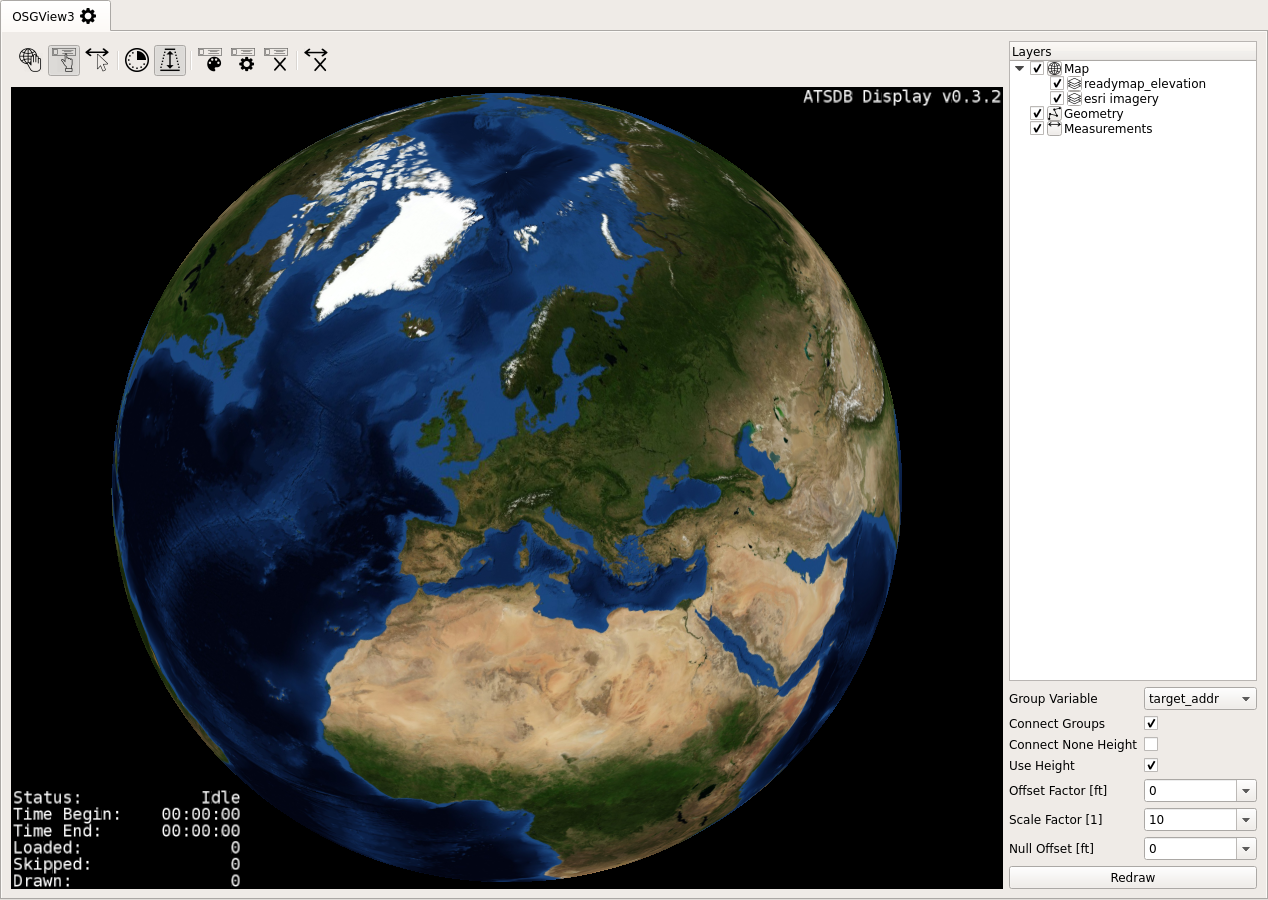 OSGView3
ATSDB Display v0.3.2
Status: Idle
Time Begin: 00:00:00
Time End: 00:00:00
Loaded: 0
Skipped: 0
Drawn: 0
Layers
Map
readymap_elevation
esri imagery
Geometry
Measurements
Group Variable target_addr
Connect Groups
Connect None Height
Use Height
Offset Factor [ft] 0
Scale Factor [1] 10
Null Offset [ft] 0
Redraw